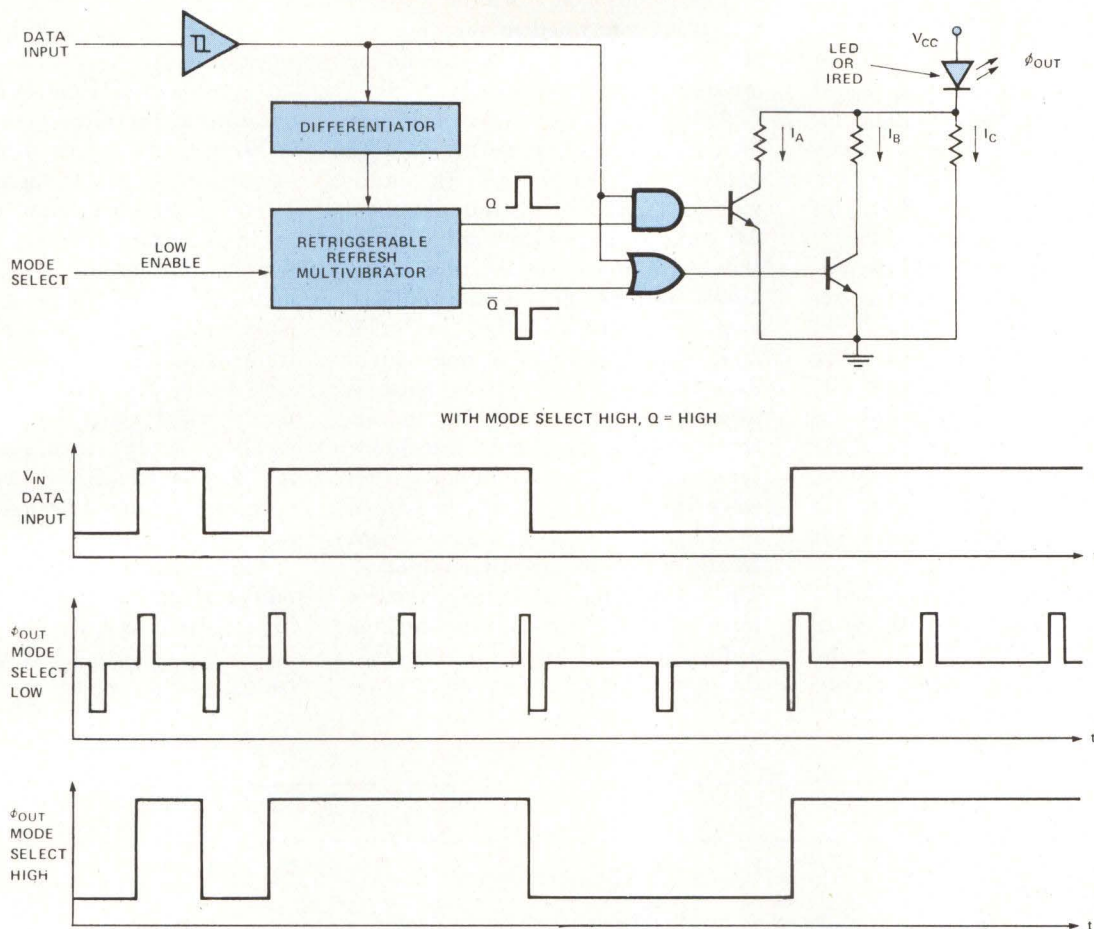 DATA
INPUT
DIFFERENTIATOR
MODE
SELECT
LOW
ENABLE
RETRIGGERABLE
REFRESH
MULTIVIBRATOR
Q
Q̅
VCC
LED
OR
IRED
ϕOUT
IA
IB
IC
WITH MODE SELECT HIGH, Q = HIGH
VIN
DATA
INPUT
ϕOUT
MODE
SELECT
LOW
t
ϕOUT
MODE
SELECT
HIGH
t